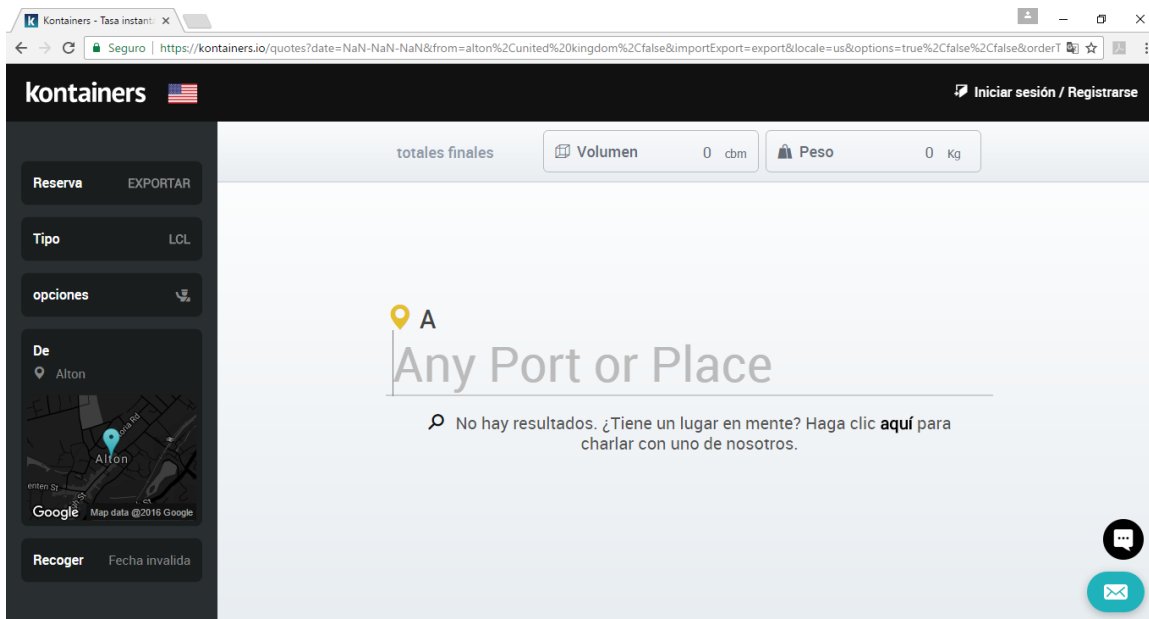 Kontainers - Tasa instant
Seguro | https://kontainers.io/quotes?date=NaN-NaN-NaN&from=alton%2Cunited%20kingdom%2Cfalse&importExport=export&locale=us&options=true%2Cfalse%2Cfalse&orderT
kontainers
Iniciar sesión / Registrarse
totales finales
Volumen 0 cbm
Peso 0 Kg
Reserva EXPORTAR
Tipo LCL
opciones
De
Alton
Alton
Google Map data @2016 Google
Recoger Fecha invalida
A
Any Port or Place
No hay resultados. ¿Tiene un lugar en mente? Haga clic aquí para
charlar con uno de nosotros.